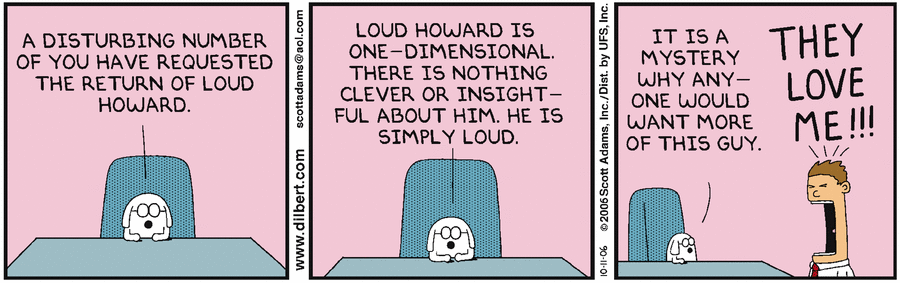 A DISTURBING NUMBER
OF YOU HAVE REQUESTED
THE RETURN OF LOUD
HOWARD.
www.dilbert.com scottadams@aol.com
LOUD HOWARD IS
ONE-DIMENSIONAL.
THERE IS NOTHING
CLEVER OR INSIGHT-
FUL ABOUT HIM. HE IS
SIMPLY LOUD.
10-11-06 ©2006 Scott Adams, Inc./Dist. by UFS, Inc.
IT IS A
MYSTERY
WHY ANY-
ONE WOULD
WANT MORE
OF THIS GUY.
THEY
LOVE
ME!!!